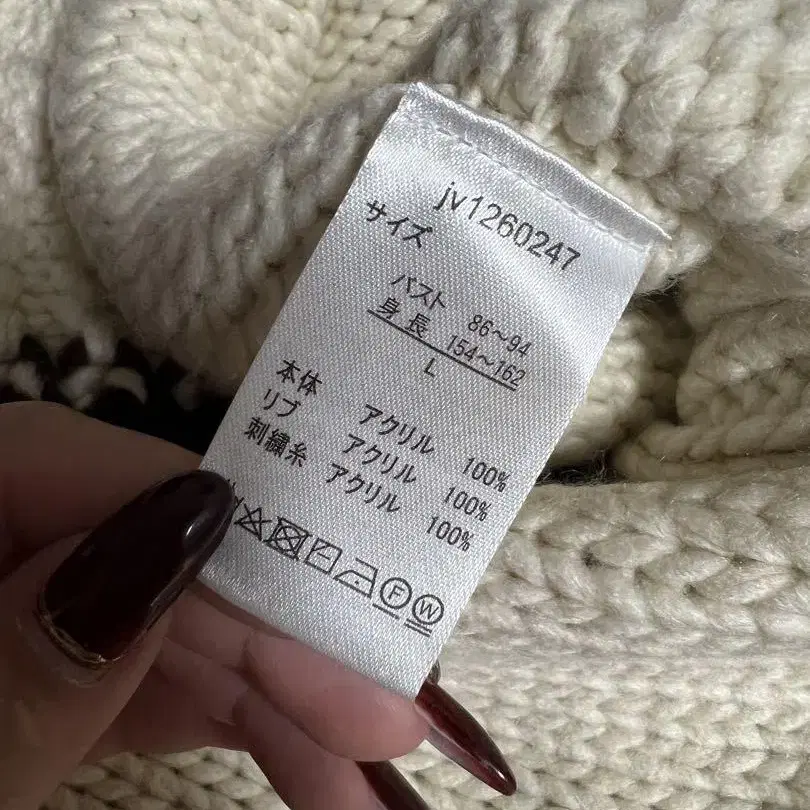 jv1260247
サイズ
バスト 86~94
身長 154~162
L
本体 アクリル 100%
リブ アクリル 100%
刺繍糸 アクリル 100%
F W